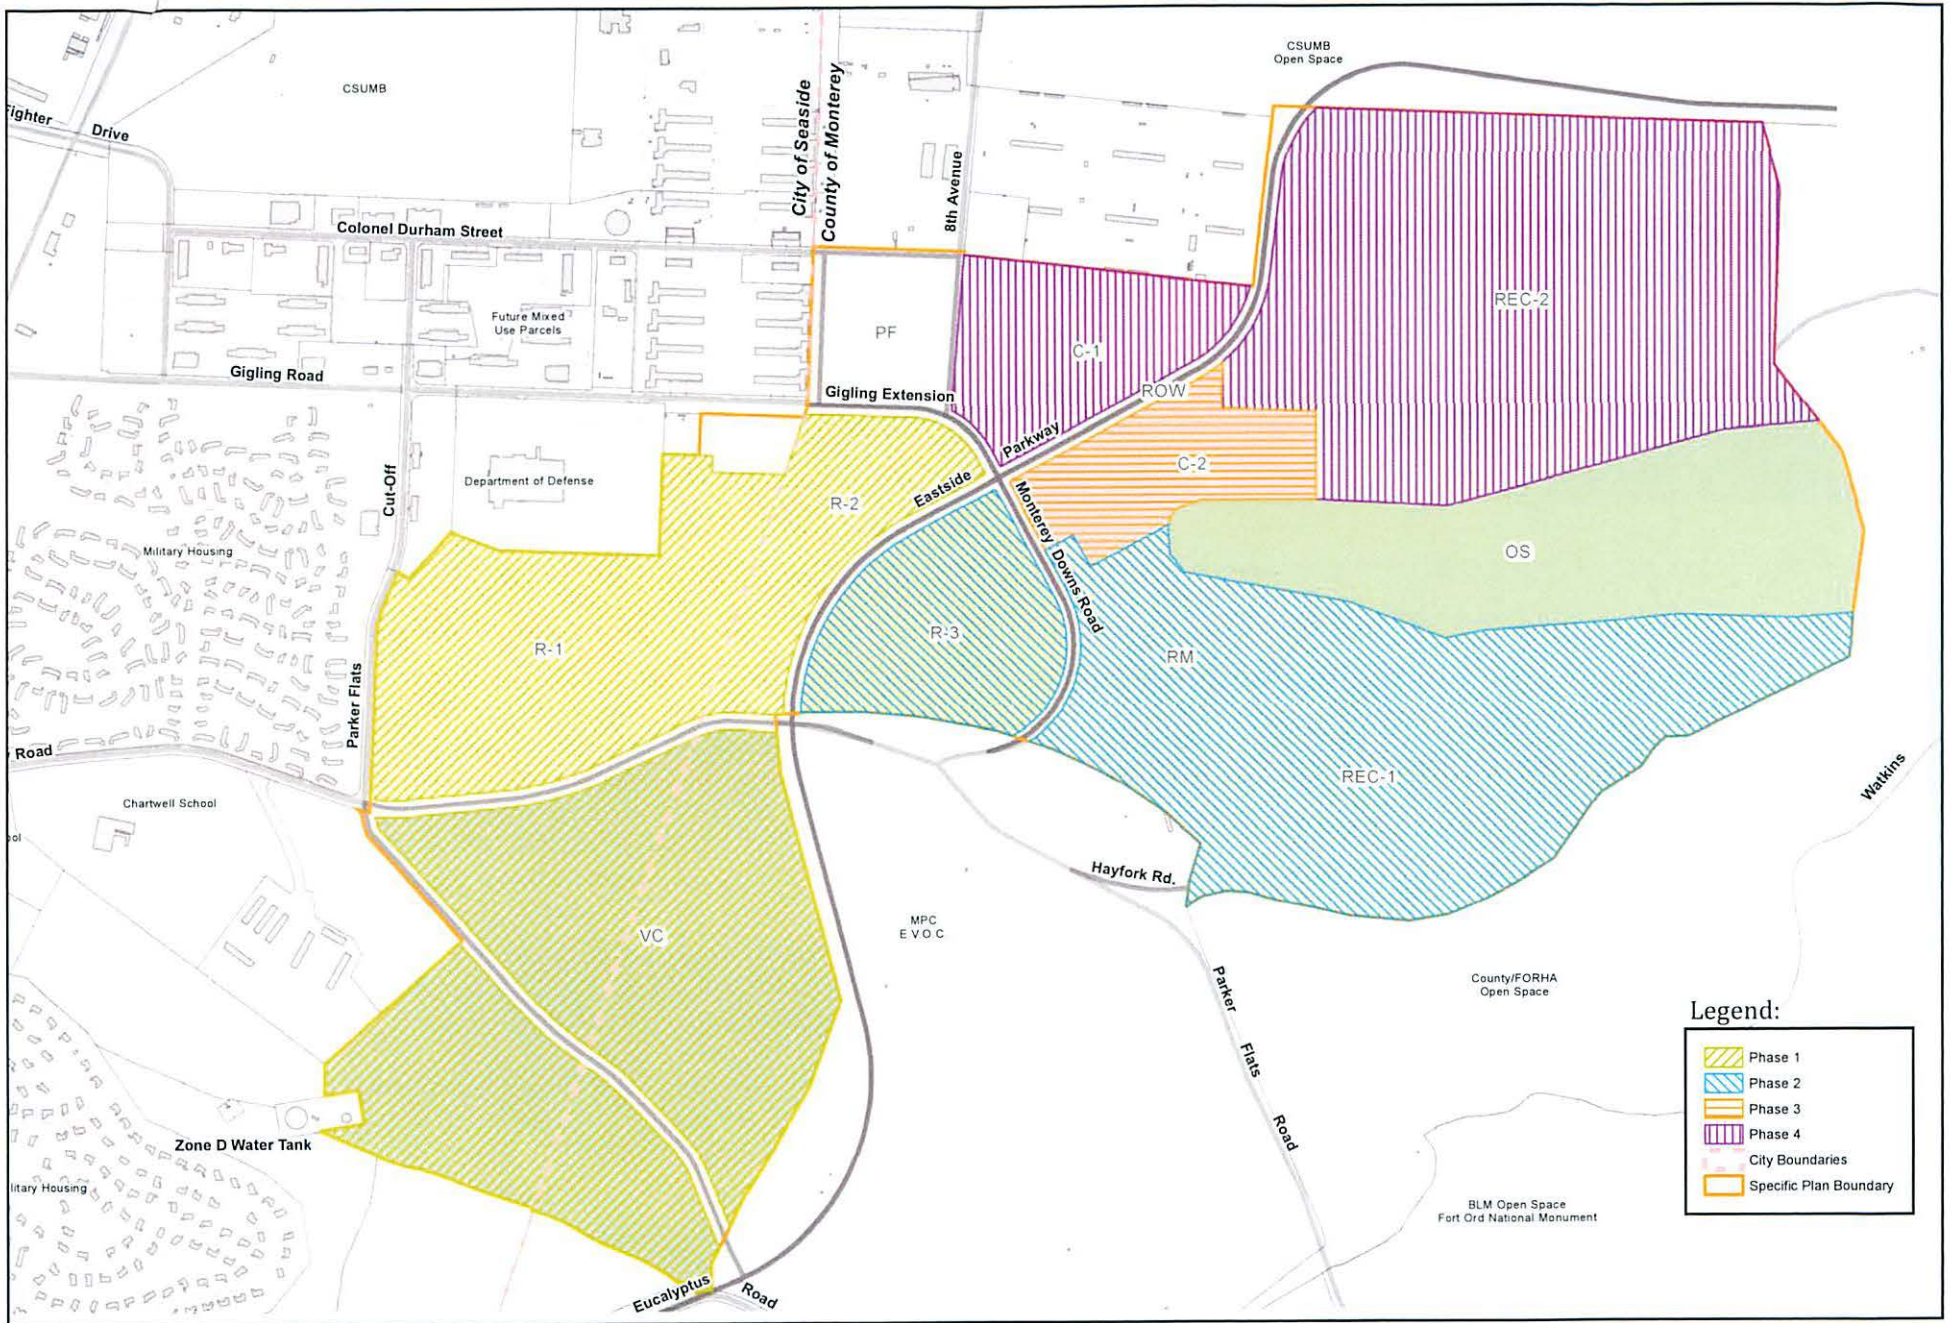 CSUMB
Open Space
CSUMB
City of Seaside
County of Monterey
8th Avenue
Fighter
Drive
Colonel Durham Street
REC-2
Future Mixed
Use Parcels
PF
C-1
Gigling Road
Gigling Extension
ROW
Parkway
Cut-Off
Department of Defense
C-2
R-2
Eastside
Monterey Downs Road
Military Housing
OS
R-1
R-3
RM
Parker Flats
Road
REC-1
Watkins
Chartwell School
ool
Hayfork Rd.
VC
MPC
E V O C
Parker
Flats
Road
County/FORHA
Open Space
Zone D Water Tank
litary Housing
BLM Open Space
Fort Ord National Monument
Eucalyptus
Road
Legend:
Phase 1
Phase 2
Phase 3
Phase 4
City Boundaries
Specific Plan Boundary